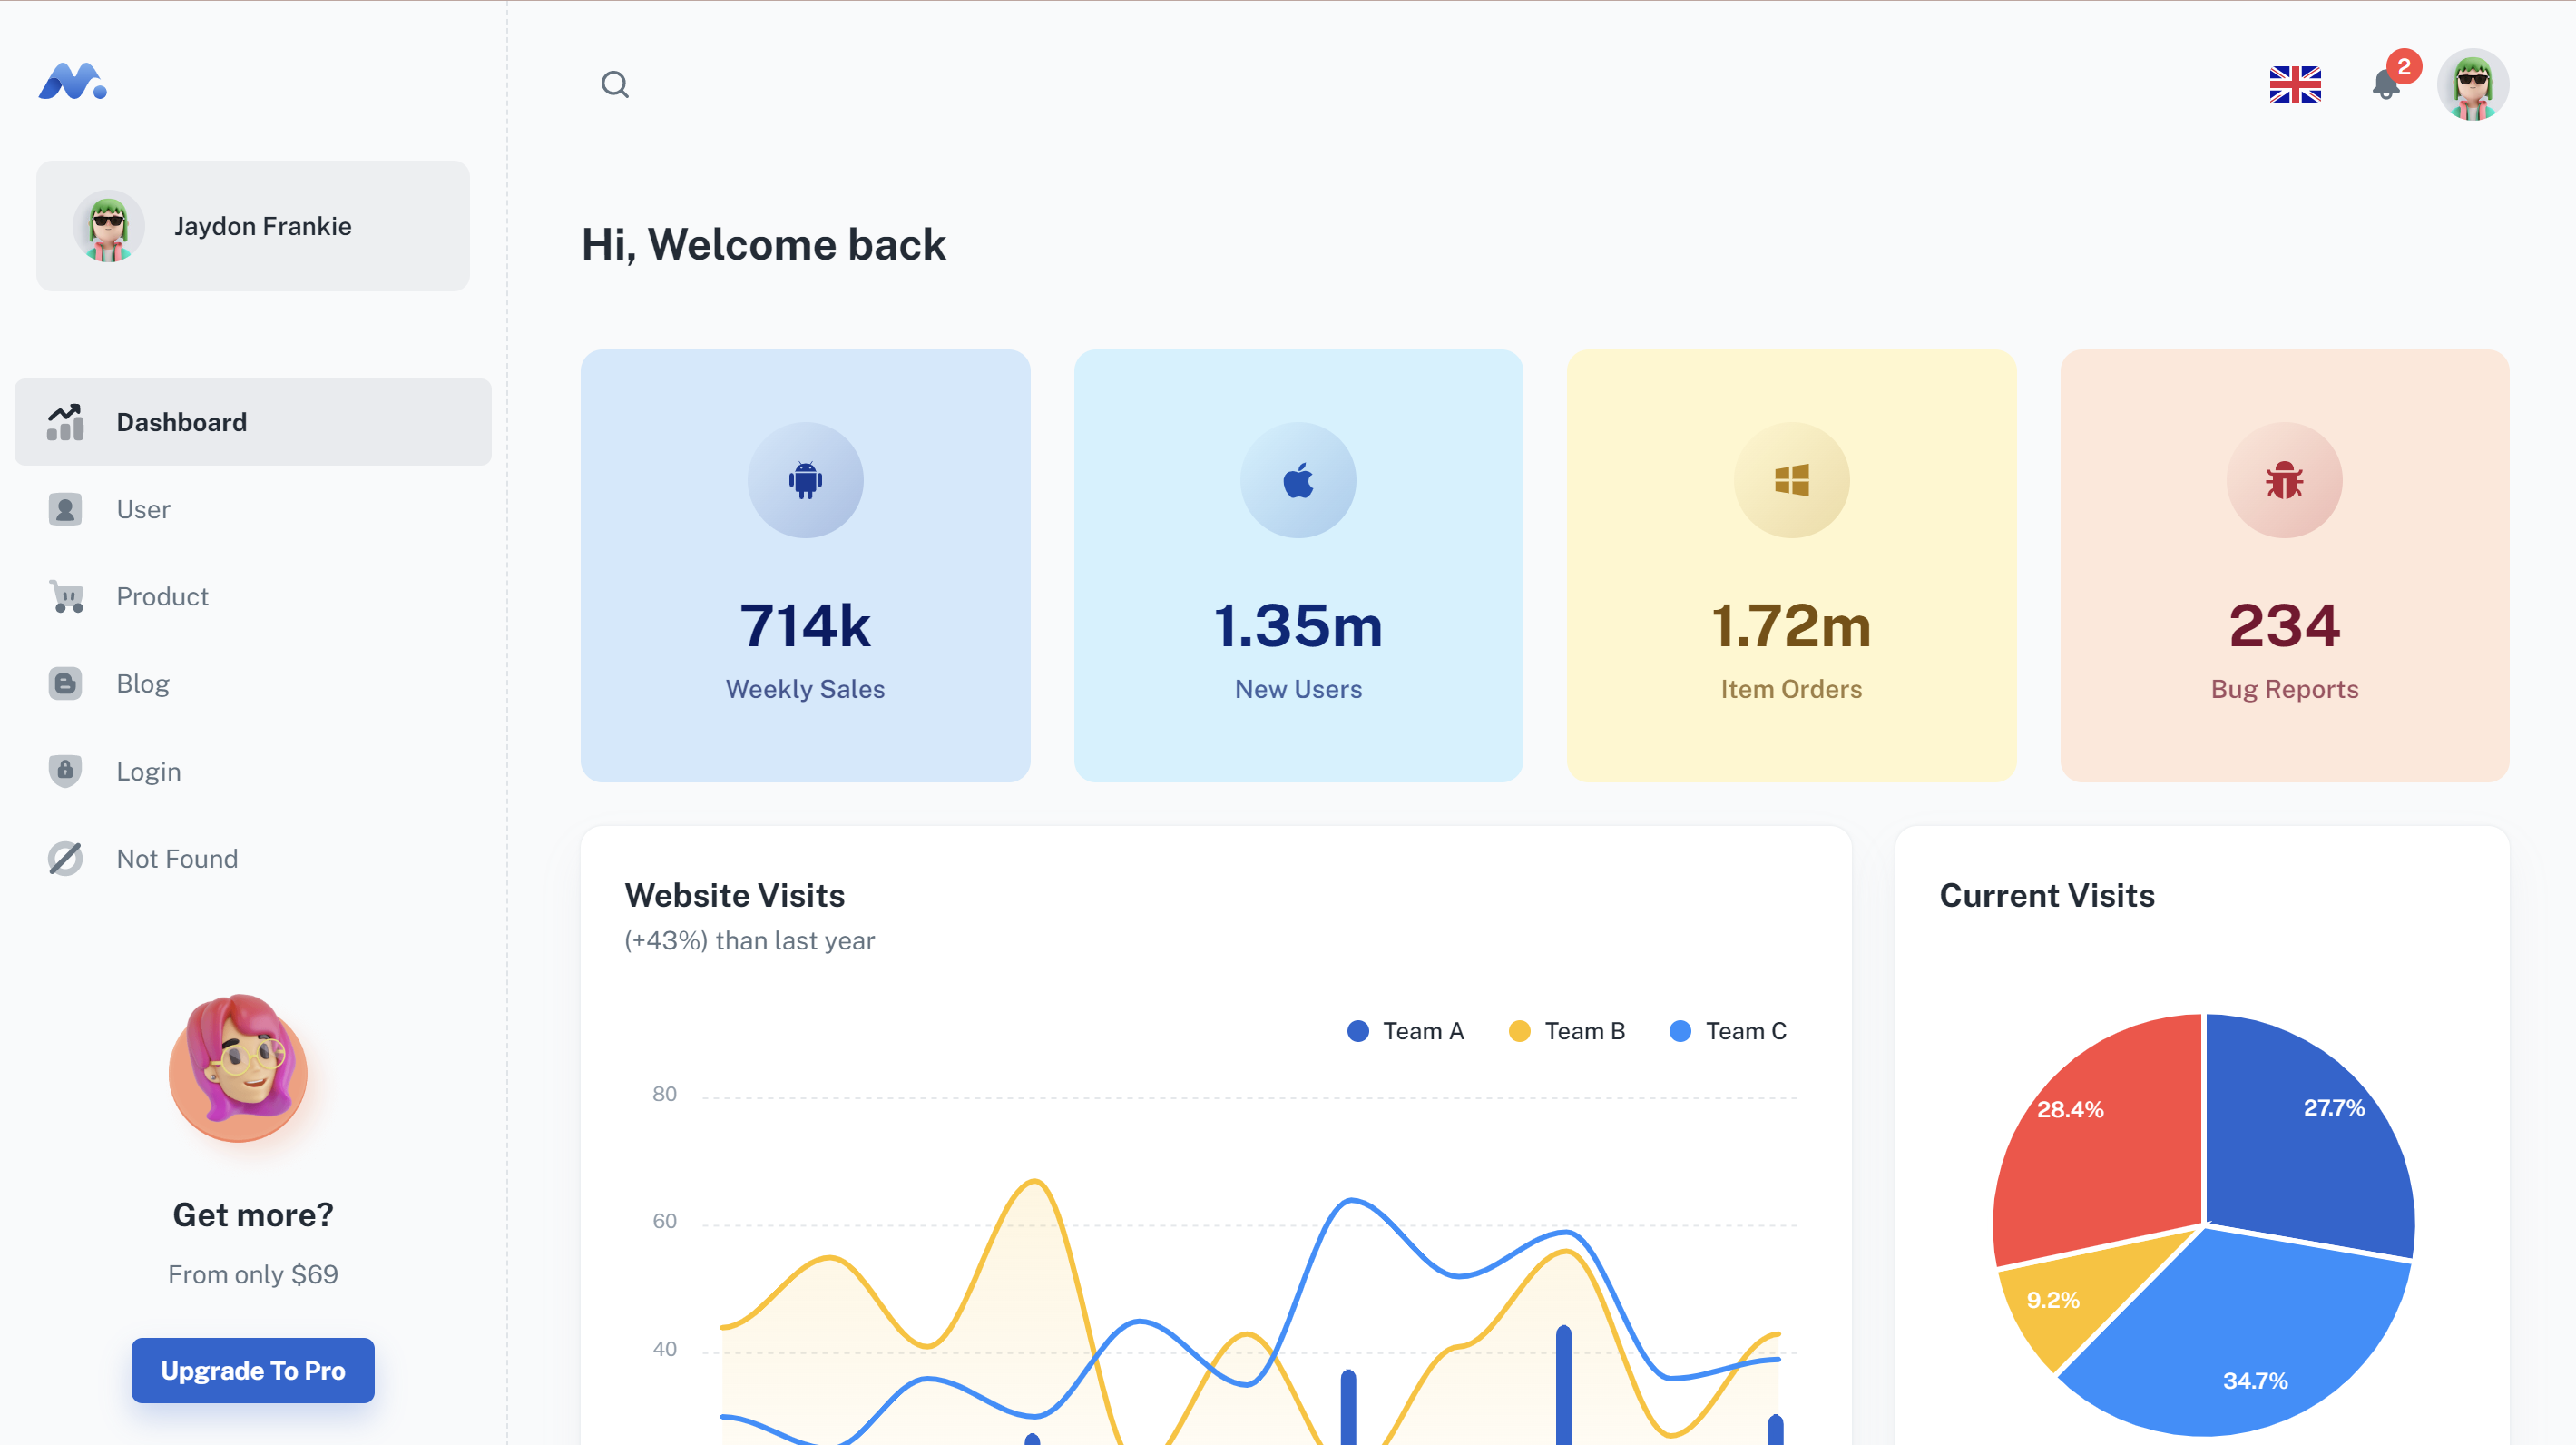 2
Jaydon Frankie
Hi, Welcome back
Dashboard
User
Product
Blog
Login
Not Found
Get more?
From only $69
Upgrade To Pro
714k
Weekly Sales
1.35m
New Users
1.72m
Item Orders
234
Bug Reports
Website Visits
(+43%) than last year
Team A
Team B
Team C
80
60
40
Current Visits
28.4%
27.7%
9.2%
34.7%